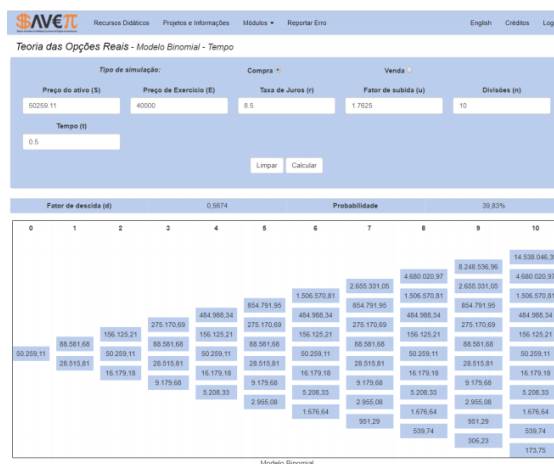 $AV€π
Recursos Didáticos Projetos e Informações Módulos Reportar Erro English Créditos Log
Teoria das Opções Reais - Modelo Binomial - Tempo
Tipo de simulação: Compra Venda
Preço do ativo (S) Preço de Exercicio (E) Taxa de Juros (r) Fator de subida (u) Divisões (n)
50259.11 40000 8.5 1.7625 10
Tempo (t)
0.5
Limpar Calcular
Fator de descida (d) 0,5674 Probabilidade 39,83%
0 1 2 3 4 5 6 7 8 9 10
14.538.046,3
8.248.536,96
4.680.020,97 4.680.020,97
2.655.331,05 2.655.331,05
1.506.570,81 1.506.570,81 1.506.570,81
854.791,95 854.791,95 854.791,95
484.988,34 484.988,34 484.988,34 484.988,34
275.170,69 275.170,69 275.170,69 275.170,69
156.125,21 156.125,21 156.125,21 156.125,21 156.125,21
88.581,68 88.581,68 88.581,68 88.581,68 88.581,68
50.259,11 50.259,11 50.259,11 50.259,11 50.259,11 50.259,11
28.515,81 28.515,81 28.515,81 28.515,81 28.515,81
16.179,18 16.179,18 16.179,18 16.179,18 16.179,18
9.179,68 9.179,68 9.179,68 9.179,68
5.208,33 5.208,33 5.208,33 5.208,33
2.955,08 2.955,08 2.955,08
1.676,64 1.676,64 1.676,64
951,29 951,29
539,74 539,74
306,23
173,75
Modelo Binomial